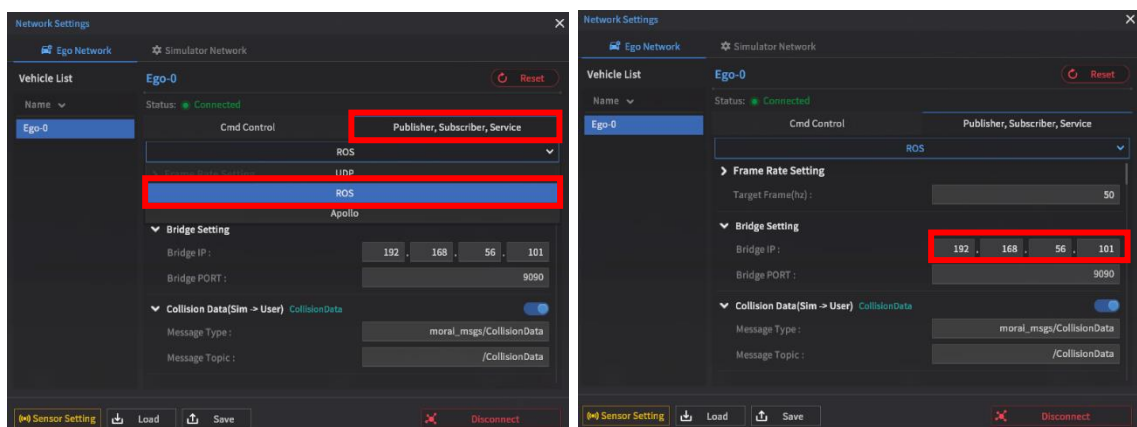 Network Settings
Ego Network
Simulator Network
Vehicle List
Ego-0
Reset
Name
Status: Connected
Ego-0
Cmd Control
Publisher, Subscriber, Service
ROS
Frame Rate Setting
UDP
ROS
Apollo
Bridge Setting
Bridge IP :
192 . 168 . 56 . 101
Bridge PORT :
9090
Collision Data(Sim -> User) CollisionData
Message Type :
morai_msgs/CollisionData
Message Topic :
/CollisionData
Sensor Setting
Load
Save
Disconnect
Network Settings
Ego Network
Simulator Network
Vehicle List
Ego-0
Reset
Name
Status: Connected
Ego-0
Cmd Control
Publisher, Subscriber, Service
ROS
Frame Rate Setting
Target Frame(hz) :
50
Bridge Setting
Bridge IP :
192 . 168 . 56 . 101
Bridge PORT :
9090
Collision Data(Sim -> User) CollisionData
Message Type :
morai_msgs/CollisionData
Message Topic :
/CollisionData
Sensor Setting
Load
Save
Disconnect